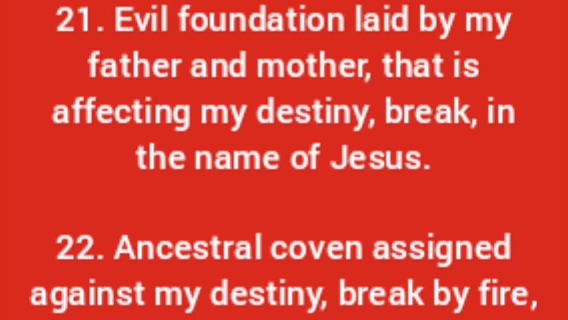 21. Evil foundation laid by my
father and mother, that is
affecting my destiny, break, in
the name of Jesus.
22. Ancestral coven assigned
against my destiny, break by fire,